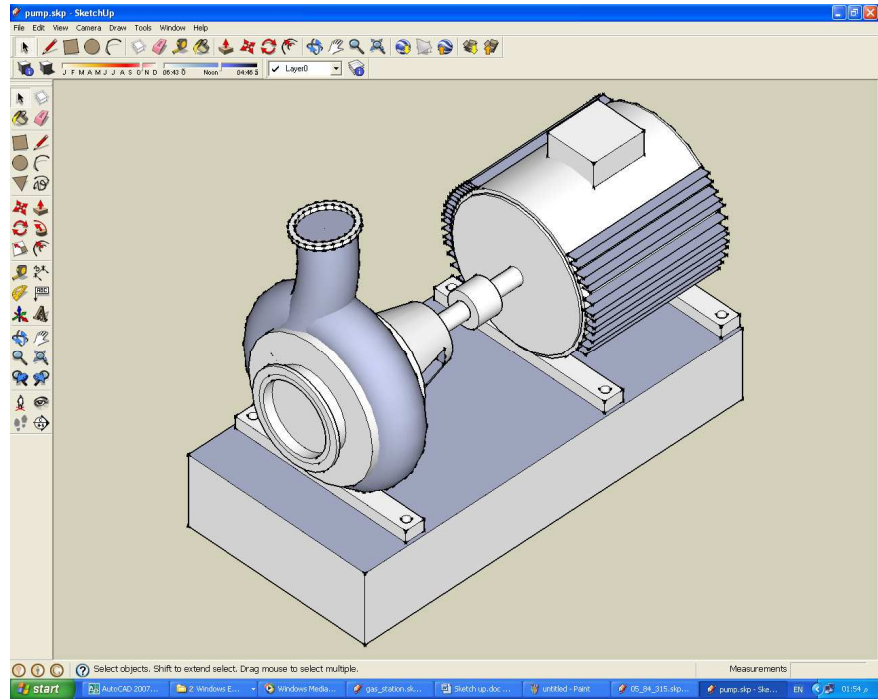 pump.skp - SketchUp
File Edit View Camera Draw Tools Window Help
J F M A M J J A S O N D 06:43 Noon 04:46 Layer0
ABC
Select objects. Shift to extend select. Drag mouse to select multiple. Measurements
start AutoCAD 2007... 2 Windows E... Windows Media... gas_station.sk... Sketch up.doc ... untitled - Paint 05_84_315.skp... pump.skp - Ske... EN 01:54 م